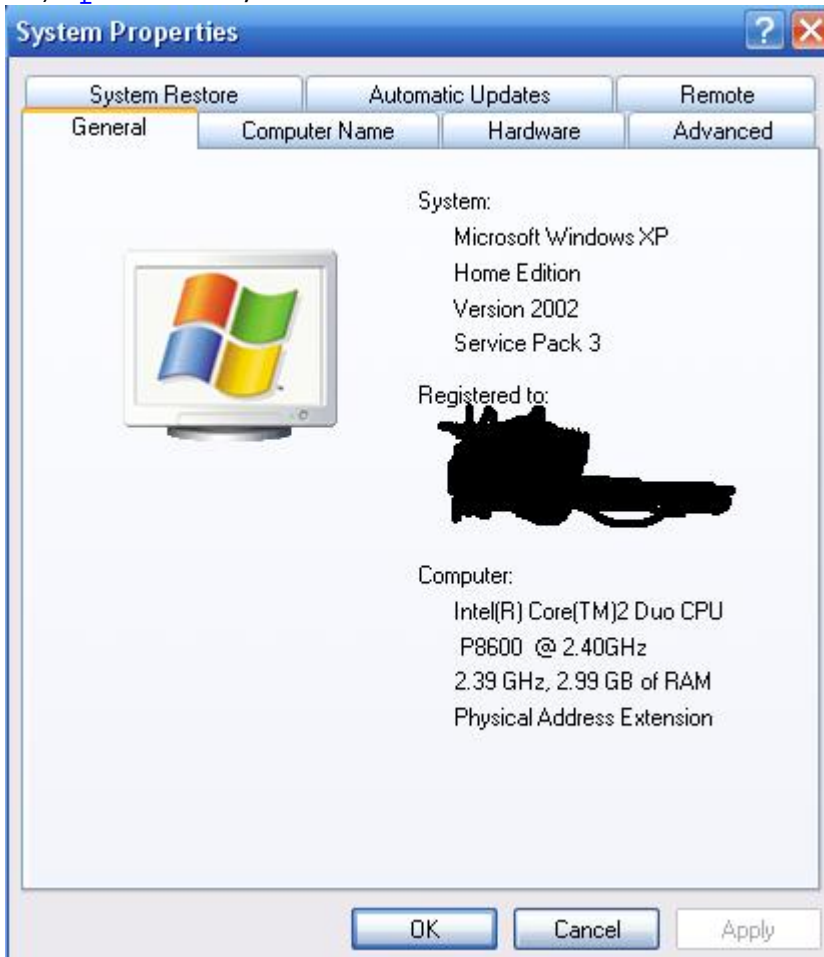 System Properties
System Restore Automatic Updates Remote
General Computer Name Hardware Advanced
System:
Microsoft Windows XP
Home Edition
Version 2002
Service Pack 3
Registered to:
Computer:
Intel(R) Core(TM)2 Duo CPU
P8600 @ 2.40GHz
2.39 GHz, 2.99 GB of RAM
Physical Address Extension
OK Cancel Apply